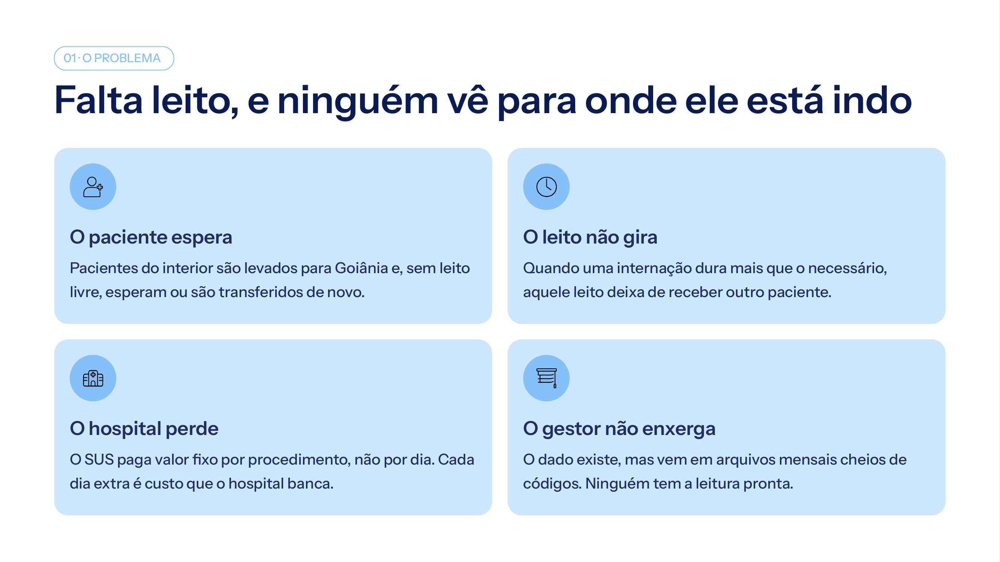 01 · O PROBLEMA
Falta leito, e ninguém vê para onde ele está indo
O paciente espera
Pacientes do interior são levados para Goiânia e, sem leito
livre, esperam ou são transferidos de novo.
O leito não gira
Quando uma internação dura mais que o necessário,
aquele leito deixa de receber outro paciente.
O hospital perde
O SUS paga valor fixo por procedimento, não por dia. Cada
dia extra é custo que o hospital banca.
O gestor não enxerga
O dado existe, mas vem em arquivos mensais cheios de
códigos. Ninguém tem a leitura pronta.